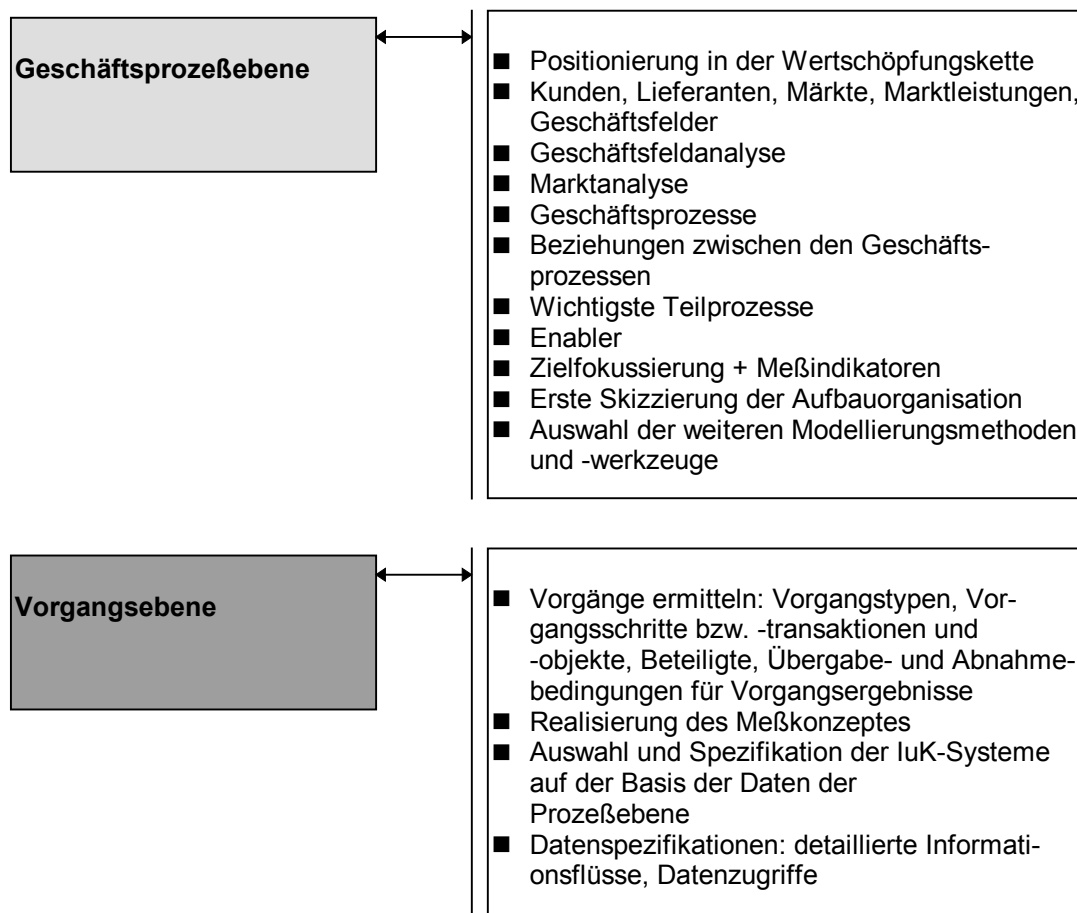 Geschäftsprozeßebene
■ Positionierung in der Wertschöpfungskette
■ Kunden, Lieferanten, Märkte, Marktleistungen,
Geschäftsfelder
■ Geschäftsfeldanalyse
■ Marktanalyse
■ Geschäftsprozesse
■ Beziehungen zwischen den Geschäfts-
prozessen
■ Wichtigste Teilprozesse
■ Enabler
■ Zielfokussierung + Meßindikatoren
■ Erste Skizzierung der Aufbauorganisation
■ Auswahl der weiteren Modellierungsmethoden
und -werkzeuge
Vorgangsebene
■ Vorgänge ermitteln: Vorgangstypen, Vor-
gangsschritte bzw. -transaktionen und
-objekte, Beteiligte, Übergabe- und Abnahme-
bedingungen für Vorgangsergebnisse
■ Realisierung des Meßkonzeptes
■ Auswahl und Spezifikation der IuK-Systeme
auf der Basis der Daten der
Prozeßebene
■ Datenspezifikationen: detaillierte Informati-
onsflüsse, Datenzugriffe